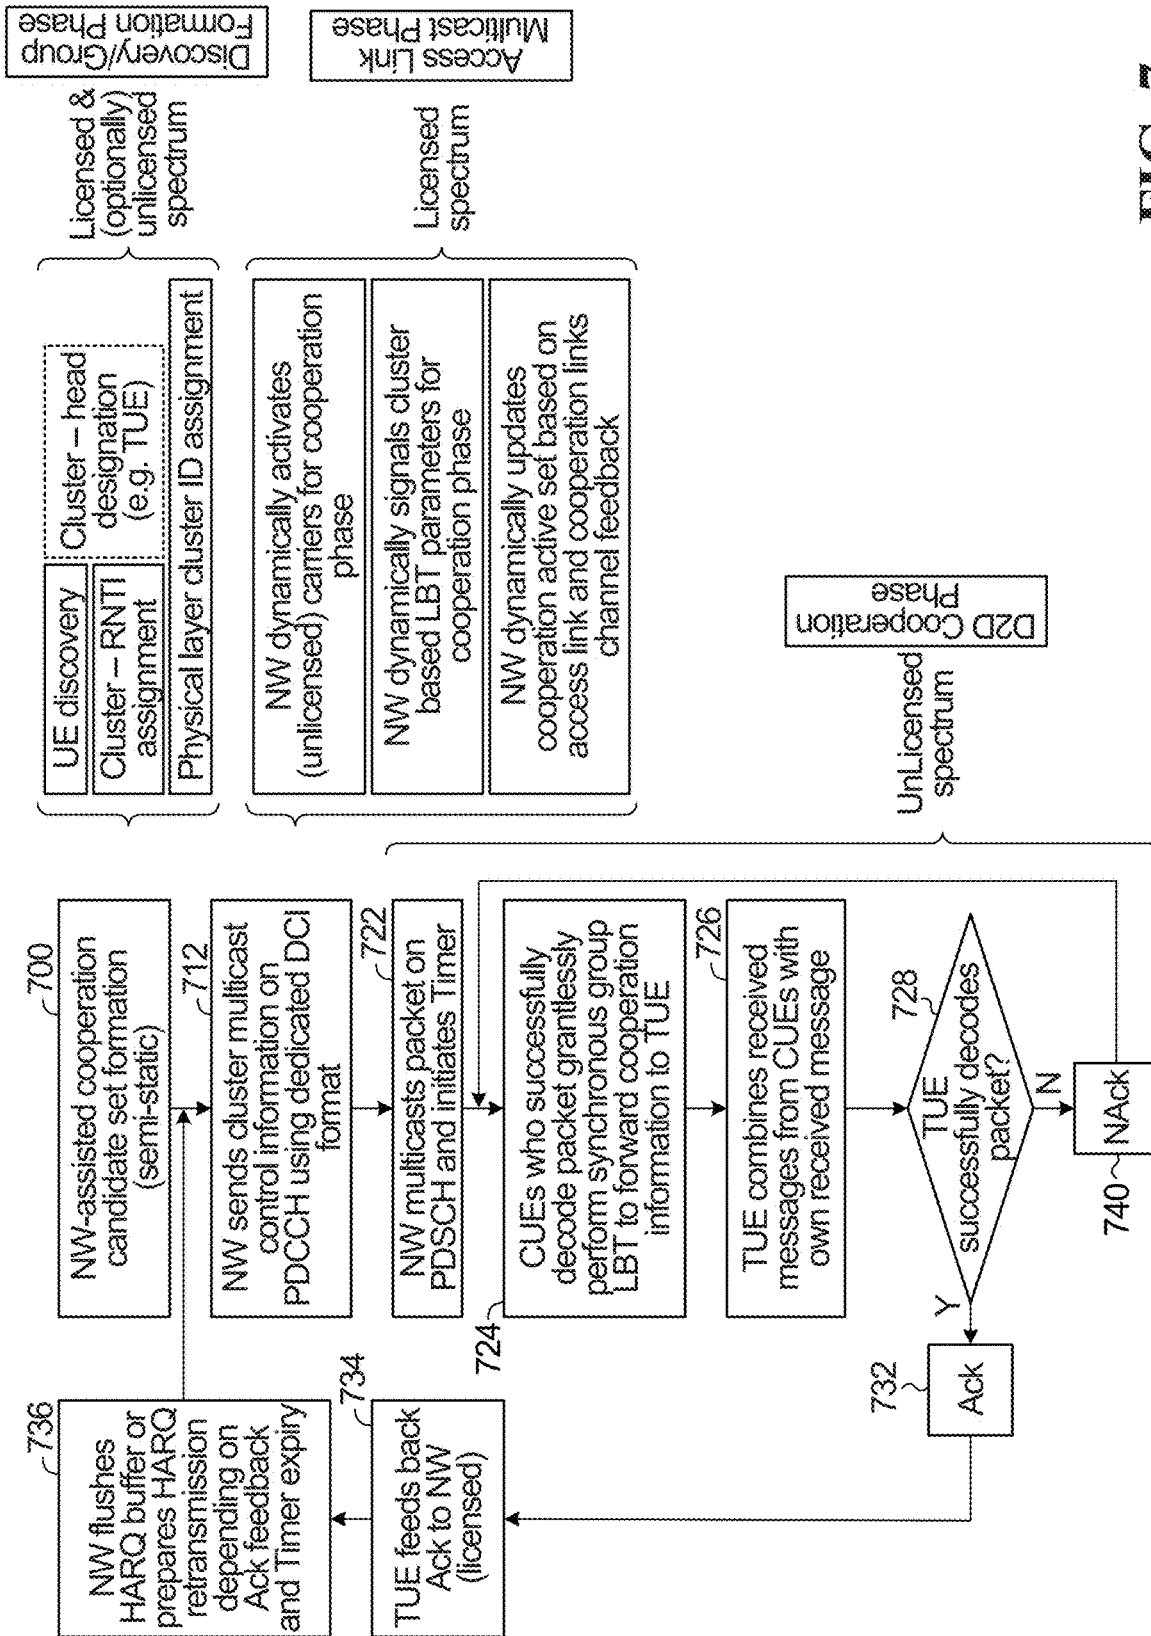 736
NW flushes
HARQ buffer or
prepares HARQ
retransmission
depending on
Ack feedback
and Timer expiry
734
TUE feeds back
Ack to NW
(licensed)
732
Ack
700
NW-assisted cooperation
candidate set formation
(semi-static)
712
NW sends cluster multicast
control information on
PDCCH using dedicated DCI
format
722
NW multicasts packet on
PDSCH and initiates Timer
724
CUEs who successfully
decode packet grantlessly
perform synchronous group
LBT to forward cooperation
information to TUE
726
TUE combines received
messages from CUEs with
own received message
728
TUE
successfully decodes
packet?
Y
N
740
NAck
UE discovery
Cluster – RNTI
assignment
Cluster – head
designation
(e.g. TUE)
Physical layer cluster ID assignment
NW dynamically activates
(unlicensed) carriers for cooperation
phase
NW dynamically signals cluster
based LBT parameters for
cooperation phase
NW dynamically updates
cooperation active set based on
access link and cooperation links
channel feedback
Licensed &
(optionally)
unlicensed
spectrum
Discovery/Group
Formation Phase
Licensed
spectrum
Access Link
Multicast Phase
UnLicensed
spectrum
D2D Cooperation
Phase